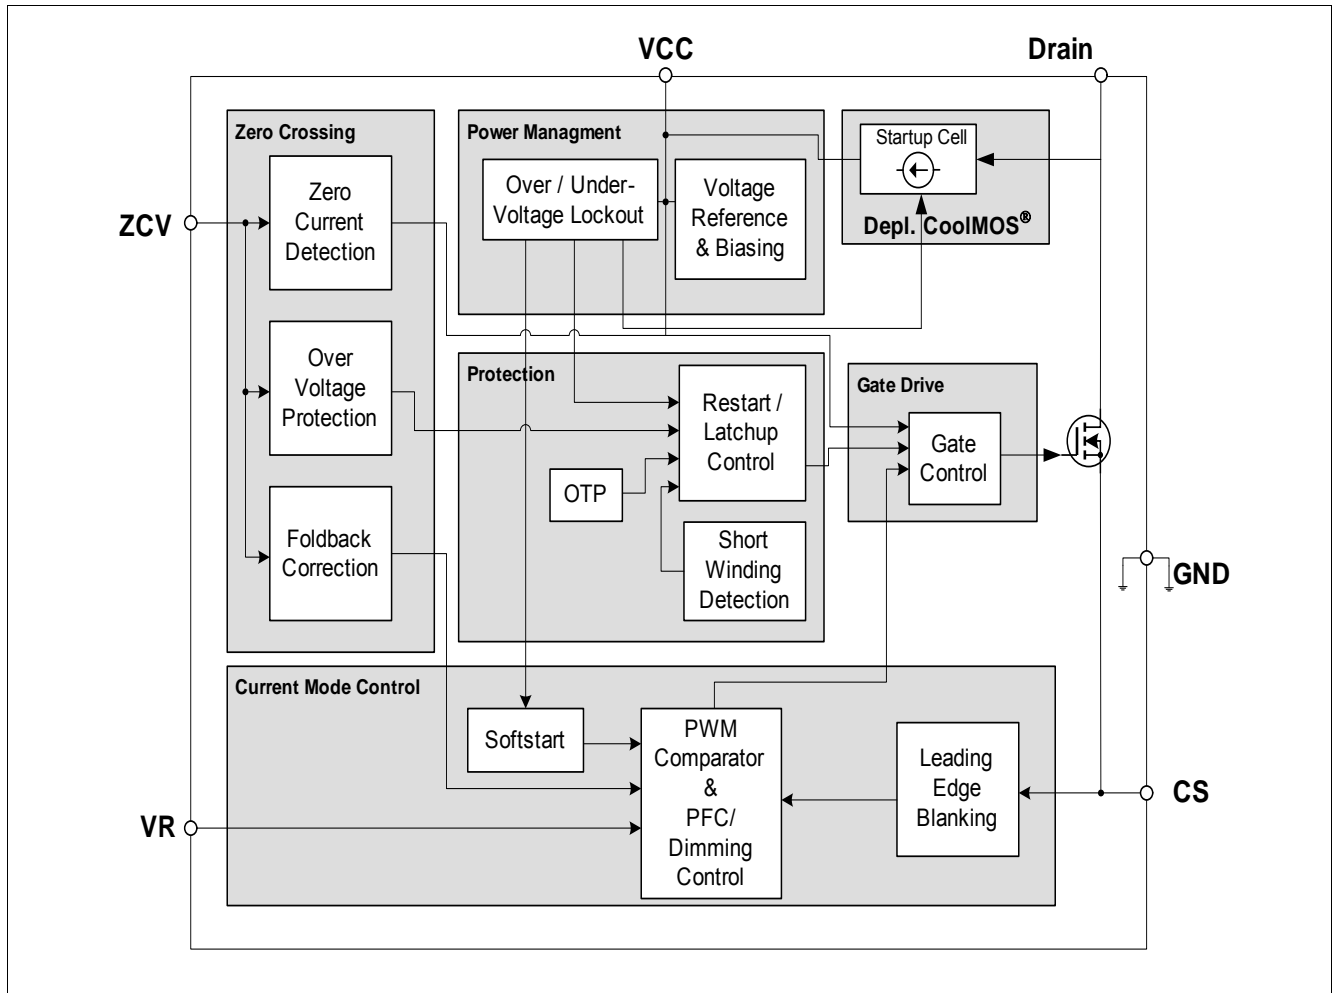 VCC
Drain
Zero Crossing
Zero
Current
Detection
Over
Voltage
Protection
Foldback
Correction
ZCV
Power Managment
Over / Under-
Voltage Lockout
Voltage
Reference
& Biasing
Startup Cell
Depl. CoolMOS®
Protection
Restart /
Latchup
Control
OTP
Short
Winding
Detection
Gate Drive
Gate
Control
GND
Current Mode Control
Softstart
PWM
Comparator
&
PFC/
Dimming
Control
Leading
Edge
Blanking
CS
VR